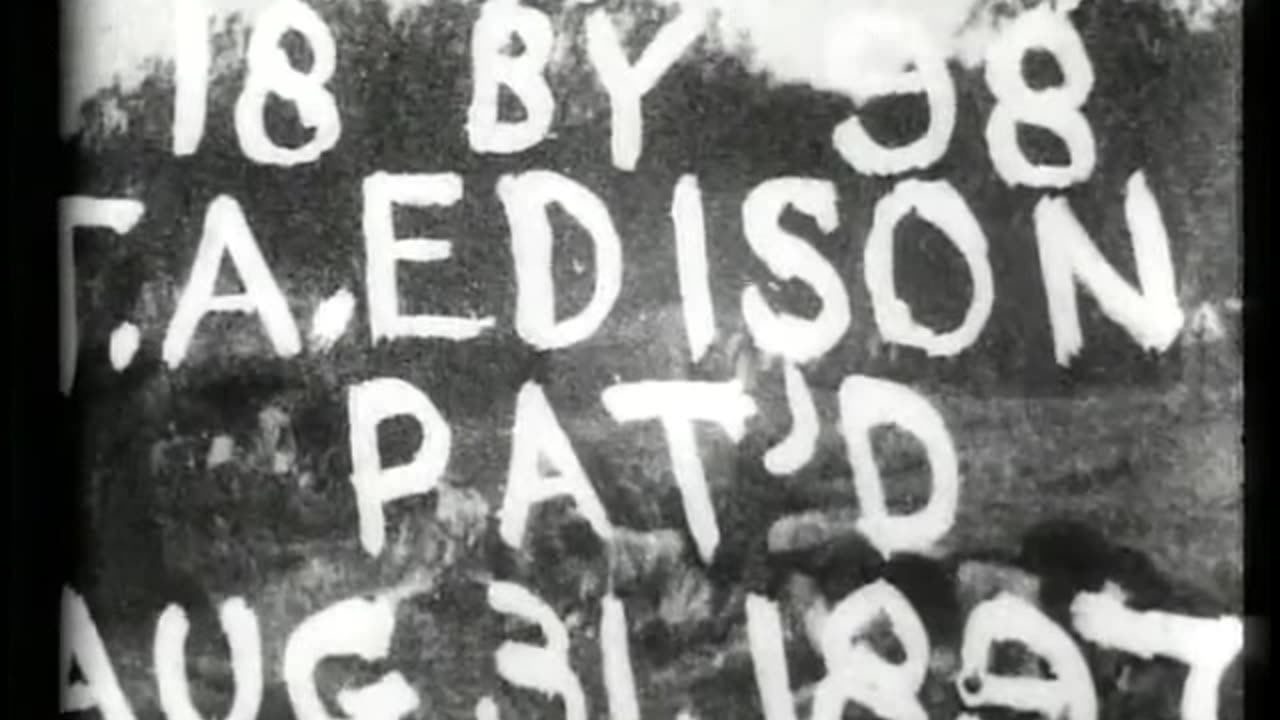 18 BY 98
T.A.EDISON
PAT'D
AUG.31.1897